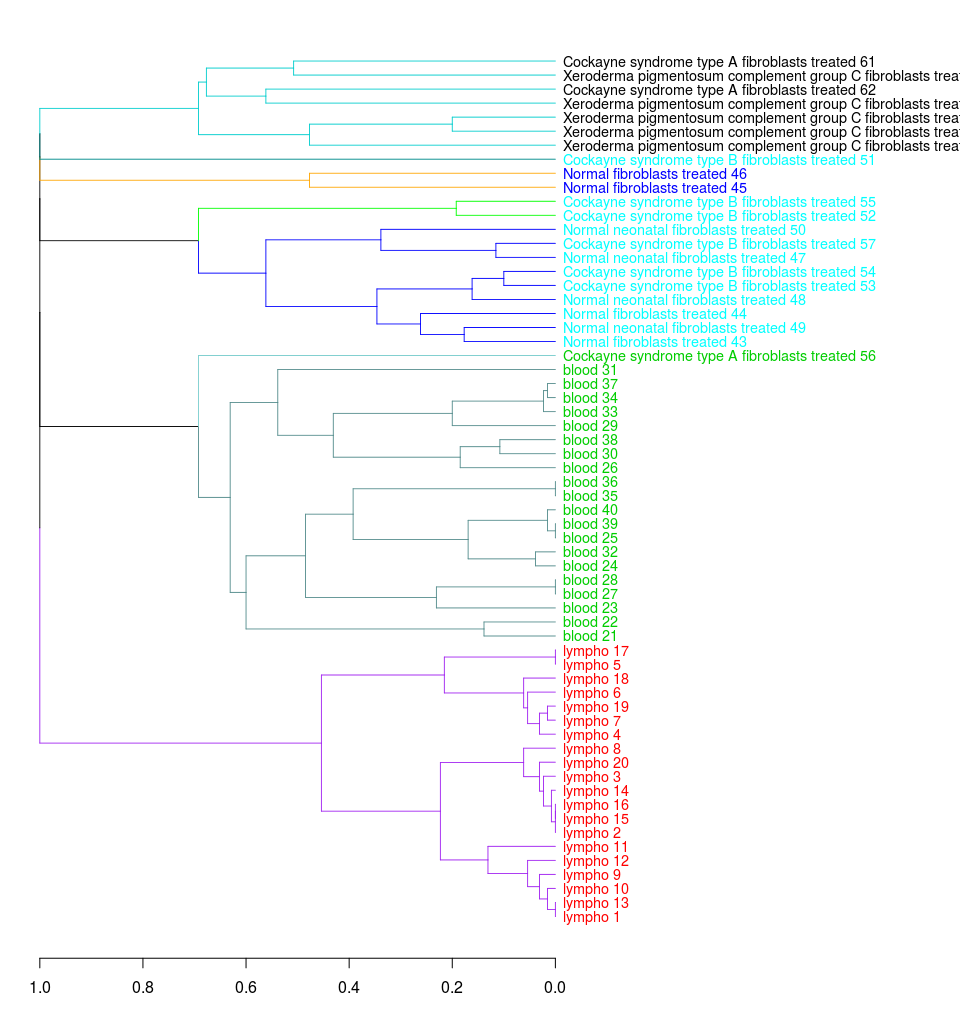 Cockayne syndrome type A fibroblasts treated 61
Xeroderma pigmentosum complement group C fibroblasts
Cockayne syndrome type A fibroblasts treated 62
Xeroderma pigmentosum complement group C fibroblasts
Xeroderma pigmentosum complement group C fibroblasts
Xeroderma pigmentosum complement group C fibroblasts
Xeroderma pigmentosum complement group C fibroblasts
Cockayne syndrome type B fibroblasts treated 51
Normal fibroblasts treated 46
Normal fibroblasts treated 45
Cockayne syndrome type B fibroblasts treated 55
Cockayne syndrome type B fibroblasts treated 52
Normal neonatal fibroblasts treated 50
Cockayne syndrome type B fibroblasts treated 57
Normal neonatal fibroblasts treated 47
Cockayne syndrome type B fibroblasts treated 54
Cockayne syndrome type B fibroblasts treated 53
Normal neonatal fibroblasts treated 48
Normal fibroblasts treated 44
Normal neonatal fibroblasts treated 49
Normal fibroblasts treated 43
Cockayne syndrome type A fibroblasts treated 56
blood 31
blood 37
blood 34
blood 33
blood 29
blood 38
blood 30
blood 26
blood 36
blood 35
blood 40
blood 39
blood 25
blood 32
blood 24
blood 28
blood 27
blood 23
blood 22
blood 21
lympho 17
lympho 5
lympho 18
lympho 6
lympho 19
lympho 7
lympho 4
lympho 8
lympho 20
lympho 3
lympho 14
lympho 16
lympho 15
lympho 2
lympho 11
lympho 12
lympho 9
lympho 10
lympho 13
lympho 1
1.0 0.8 0.6 0.4 0.2 0.0